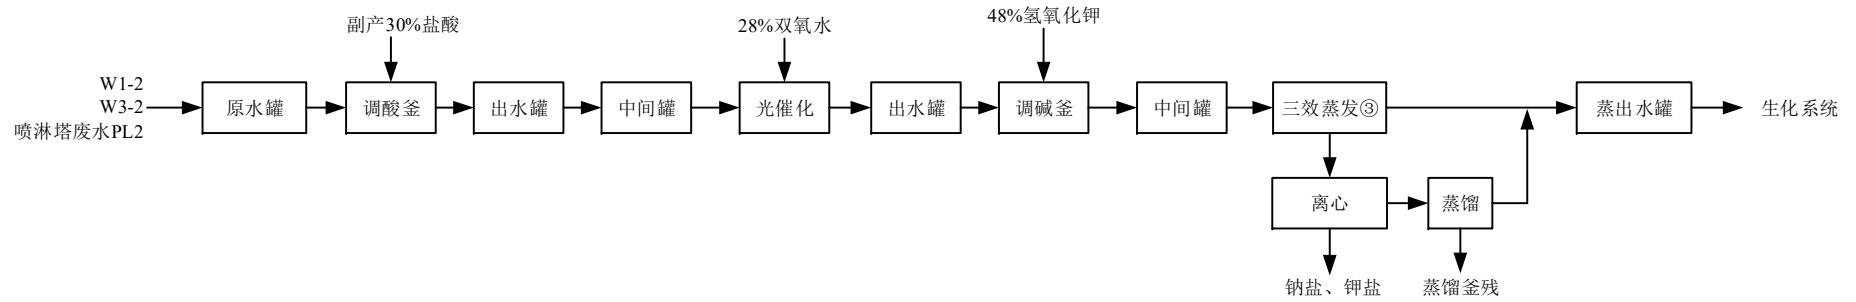 副产30%盐酸
28%双氧水
48%氢氧化钾
W1-2
W3-2
喷淋塔废水PL2
原水罐
调酸釜
出水罐
中间罐
光催化
出水罐
调碱釜
中间罐
三效蒸发③
蒸出水罐
生化系统
离心
蒸馏
钠盐、钾盐
蒸馏釜残